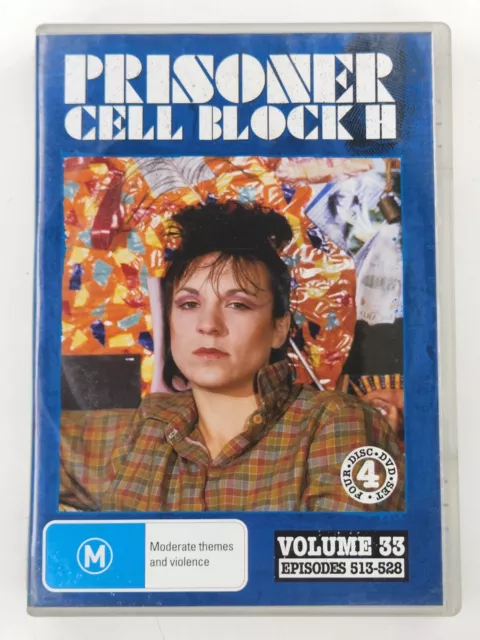 PRISONER
CELL BLOCK H
FOUR·DISC·DVD·SET·
4
M
Moderate themes
and violence
VOLUME 33
EPISODES 513-528